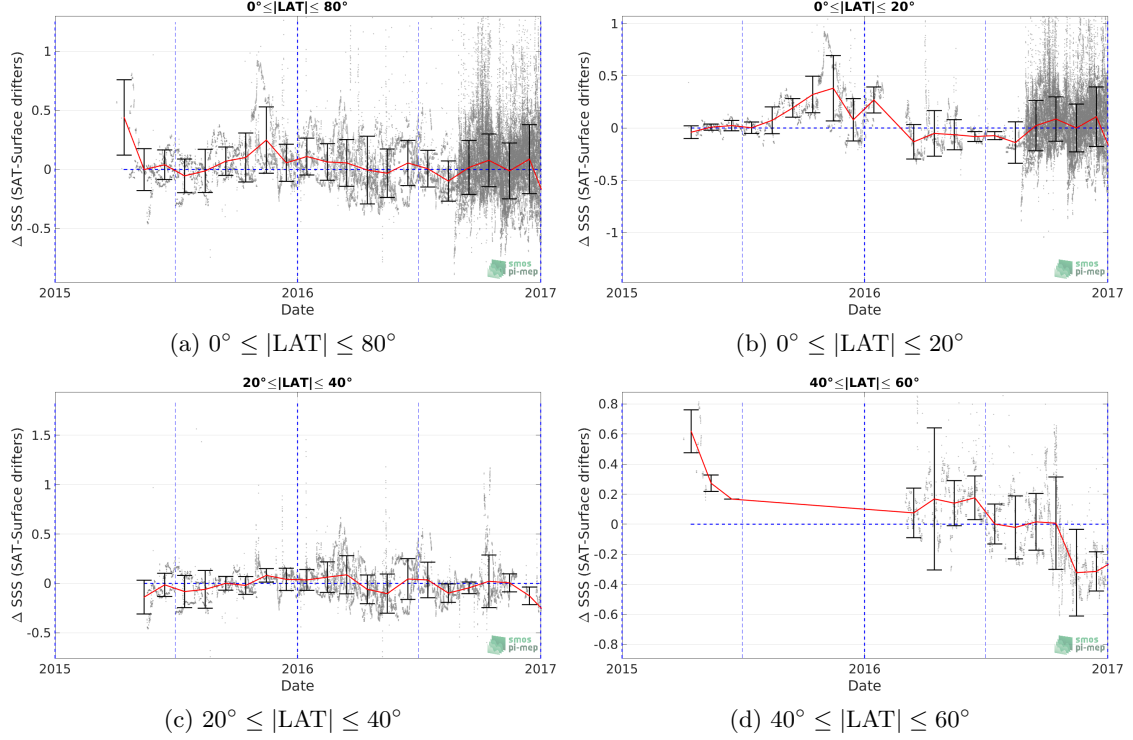 0°≤|LAT|≤ 80°
Δ SSS (SAT-Surface drifters)
1
0.5
0
-0.5
smos
pi-mep
2015
2016
2017
Date
(a) 0° ≤ |LAT| ≤ 80°
0°≤|LAT|≤ 20°
Δ SSS (SAT-Surface drifters)
1
0.5
0
-0.5
-1
smos
pi-mep
2015
2016
2017
Date
(b) 0° ≤ |LAT| ≤ 20°
20°≤|LAT|≤ 40°
Δ SSS (SAT-Surface drifters)
1.5
1
0.5
0
-0.5
smos
pi-mep
2015
2016
2017
Date
(c) 20° ≤ |LAT| ≤ 40°
40°≤|LAT|≤ 60°
Δ SSS (SAT-Surface drifters)
0.8
0.6
0.4
0.2
0
-0.2
-0.4
-0.6
-0.8
smos
pi-mep
2015
2016
2017
Date
(d) 40° ≤ |LAT| ≤ 60°